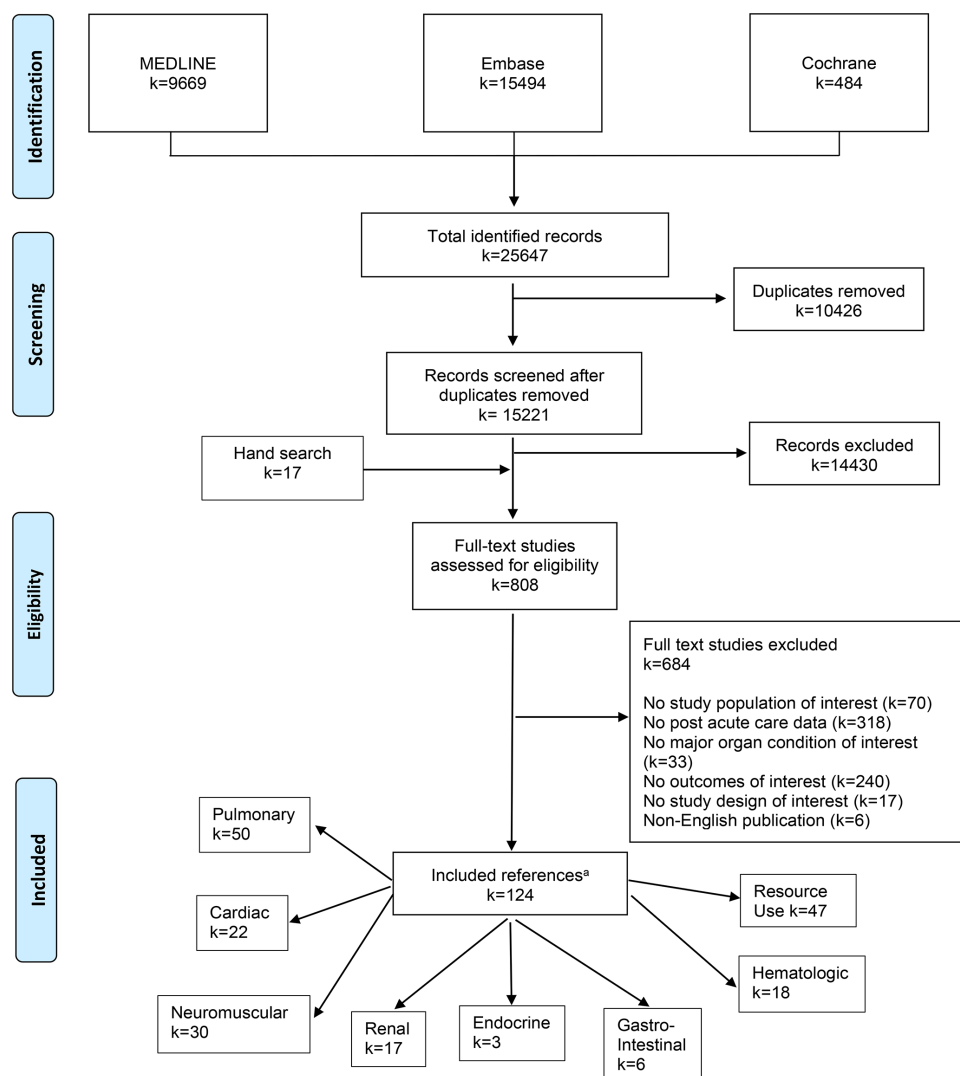 Identification
MEDLINE
k=9669
Embase
k=15494
Cochrane
k=484
Screening
Total identified records
k=25647
Duplicates removed
k=10426
Records screened after
duplicates removed
k= 15221
Hand search
k=17
Records excluded
k=14430
Eligibility
Full-text studies
assessed for eligibility
k=808
Full text studies excluded
k=684
No study population of interest (k=70)
No post acute care data (k=318)
No major organ condition of interest
(k=33)
No outcomes of interest (k=240)
No study design of interest (k=17)
Non-English publication (k=6)
Included
Included referencesᵃ
k=124
Pulmonary
k=50
Cardiac
k=22
Neuromuscular
k=30
Renal
k=17
Endocrine
k=3
Gastro-
Intestinal
k=6
Hematologic
k=18
Resource
Use k=47